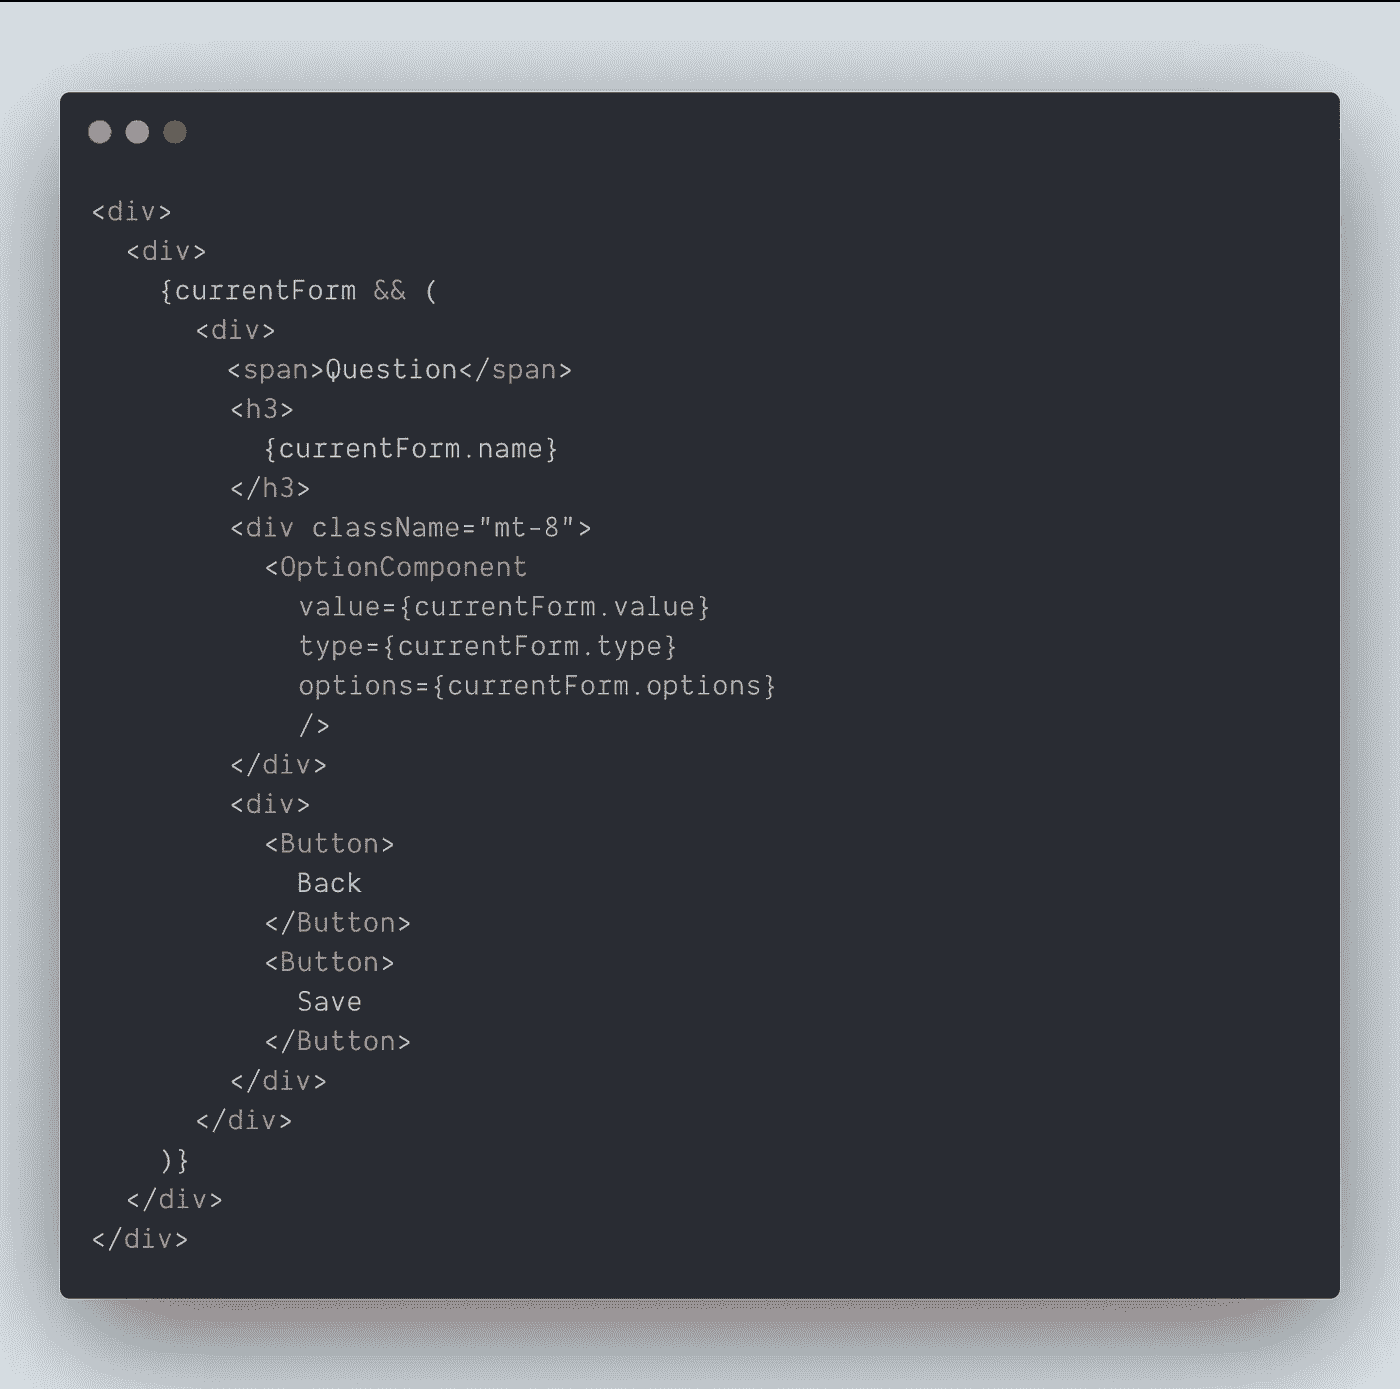 <div>
  <div>
    {currentForm && (
      <div>
        <span>Question</span>
        <h3>
          {currentForm.name}
        </h3>
        <div className="mt-8">
          <OptionComponent
            value={currentForm.value}
            type={currentForm.type}
            options={currentForm.options}
            />
        </div>
        <div>
          <Button>
            Back
          </Button>
          <Button>
            Save
          </Button>
        </div>
      </div>
    )}
  </div>
</div>